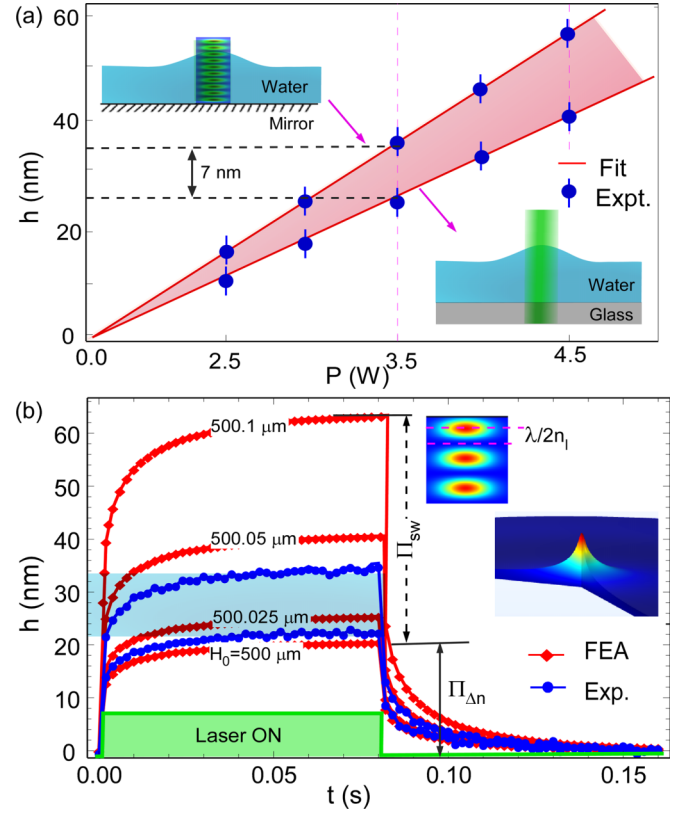 (a)
60
40
20
0
h (nm)
Water
Mirror
7 nm
Fit
Expt.
Water
Glass
0.0
2.5
3.5
4.5
P (W)
(b)
60
50
40
30
20
10
0
h (nm)
500.1 μm
500.05 μm
500.025 μm
H₀=500 μm
λ/2nₗ
Π_sw
Π_Δn
FEA
Exp.
Laser ON
0.00
0.05
0.10
0.15
t (s)